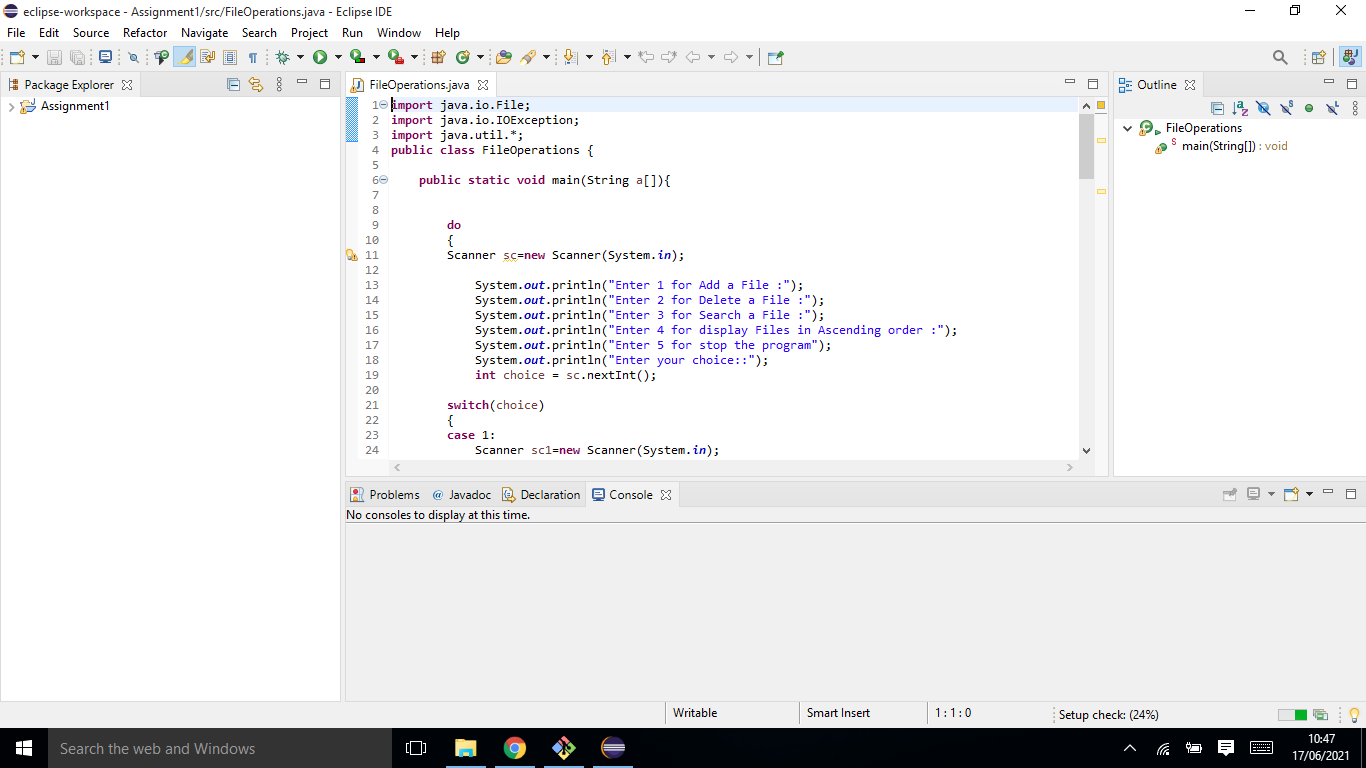 eclipse-workspace - Assignment1/src/FileOperations.java - Eclipse IDE
File Edit Source Refactor Navigate Search Project Run Window Help
Package Explorer
Assignment1
FileOperations.java
1 import java.io.File;
2 import java.io.IOException;
3 import java.util.*;
4 public class FileOperations {
5
6 public static void main(String a[]){
7
8
9 do
10 {
11 Scanner sc=new Scanner(System.in);
12
13 System.out.println("Enter 1 for Add a File :");
14 System.out.println("Enter 2 for Delete a File :");
15 System.out.println("Enter 3 for Search a File :");
16 System.out.println("Enter 4 for display Files in Ascending order :");
17 System.out.println("Enter 5 for stop the program");
18 System.out.println("Enter your choice::");
19 int choice = sc.nextInt();
20
21 switch(choice)
22 {
23 case 1:
24 Scanner sc1=new Scanner(System.in);
Outline
FileOperations
main(String[]) : void
Problems @ Javadoc Declaration Console
No consoles to display at this time.
Writable Smart Insert 1 : 1 : 0 Setup check: (24%)
Search the web and Windows
10:47
17/06/2021